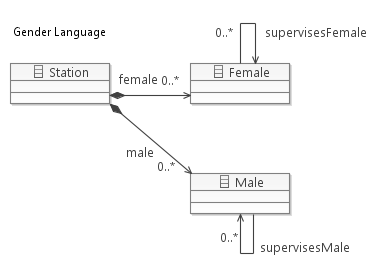 0..*
supervisesFemale
Gender Language
Station
female 0..*
Female
male
0..*
Male
0..*
supervisesMale